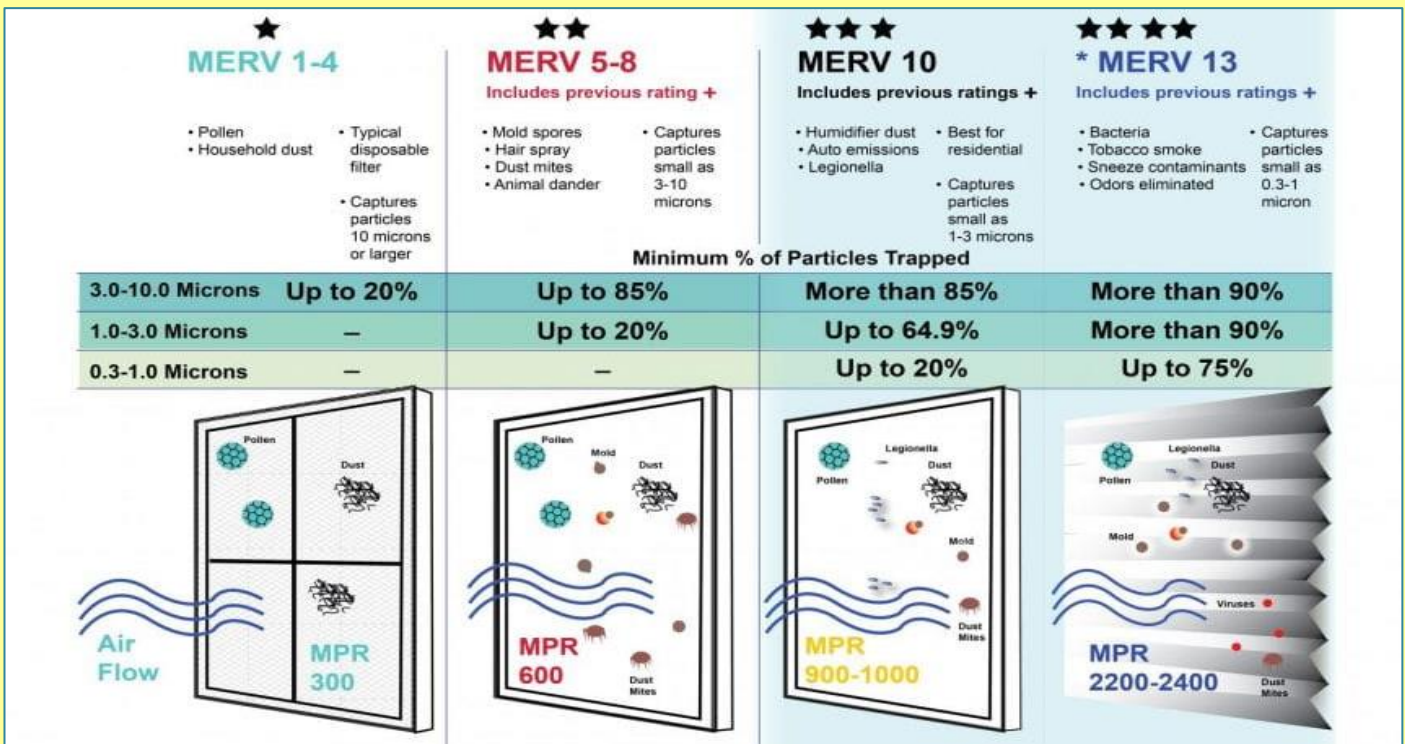 ★
MERV 1-4
• Pollen
• Household dust
• Typical
disposable
filter
• Captures
particles
10 microns
or larger
★★
MERV 5-8
Includes previous rating +
• Mold spores
• Hair spray
• Dust mites
• Animal dander
• Captures
particles
small as
3-10
microns
★★★
MERV 10
Includes previous ratings +
• Humidifier dust
• Auto emissions
• Legionella
• Best for
residential
• Captures
particles
small as
1-3 microns
★★★★
* MERV 13
Includes previous ratings +
• Bacteria
• Tobacco smoke
• Sneeze contaminants
• Odors eliminated
• Captures
particles
small as
0.3-1
micron
Minimum % of Particles Trapped
3.0-10.0 Microns Up to 20% Up to 85% More than 85% More than 90%
1.0-3.0 Microns – Up to 20% Up to 64.9% More than 90%
0.3-1.0 Microns – – Up to 20% Up to 75%
Pollen
Dust
Air
Flow
MPR
300
Pollen
Mold
Dust
MPR
600
Dust
Mites
Legionella
Dust
Pollen
Mold
MPR
900-1000
Dust
Mites
Legionella
Dust
Pollen
Mold
Viruses
MPR
2200-2400
Dust
Mites